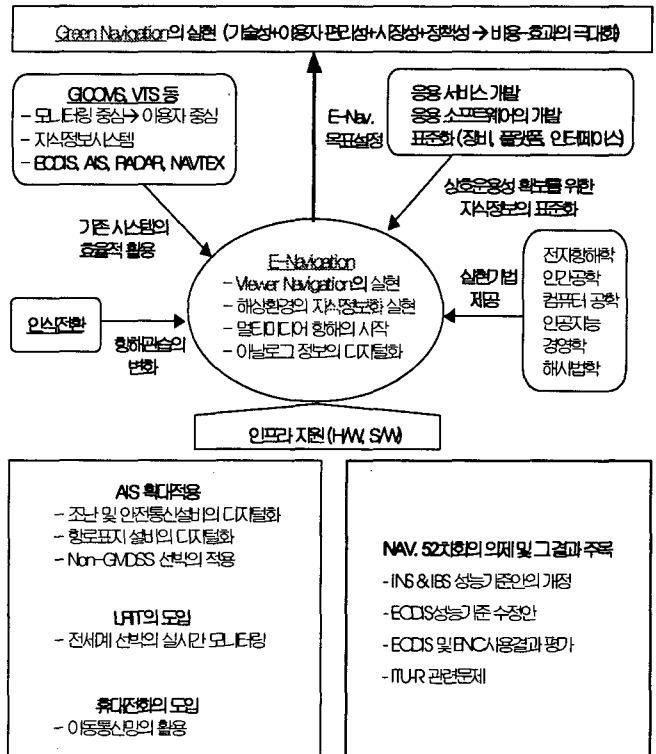 Green Navigation의 실현 (기술성+이용자 편리성+시장성+정책성 → 비용-효과의 극대화)
GICOMS, VTS 등
- 모니터링 중심 → 이용자 중심
- 지식정보시스템
- ECDIS, AIS, RADAR, NAVTEX
E-Nav.
목표설정
응용 서비스 개발
응용 소프트웨어의 개발
표준화 (장비, 플랫폼, 인터페이스)
기존 시스템의
효율적 활용
상호운용성 확보를 위한
지식정보의 표준화
E-Navigation
- Viewer Navigation의 실현
- 해상환경의 지식정보화 실현
- 멀티미디어 항해의 시작
- 아날로그 정보의 디지털화
인식전환
항해관습의
변화
실현기법
제공
전자항해학
인간공학
컴퓨터 공학
인공지능
경영학
해사법학
인프라 지원 (H/W, S/W)
AIS 확대적용
- 조난 및 안전통신설비의 디지털화
- 항로표지 설비의 디지털화
- Non-GMDSS 선박의 적용
LRIT의 도입
- 전세계 선박의 실시간 모니터링
휴대전화의 도입
- 이동통신망의 활용
NAV. 52차회의 의제 및 그 결과 주목
- INS & IBS 성능기준안의 개정
- ECDIS성능기준 수정안
- ECDIS 및 ENC사용결과 평가
- ITU-R 관련문제